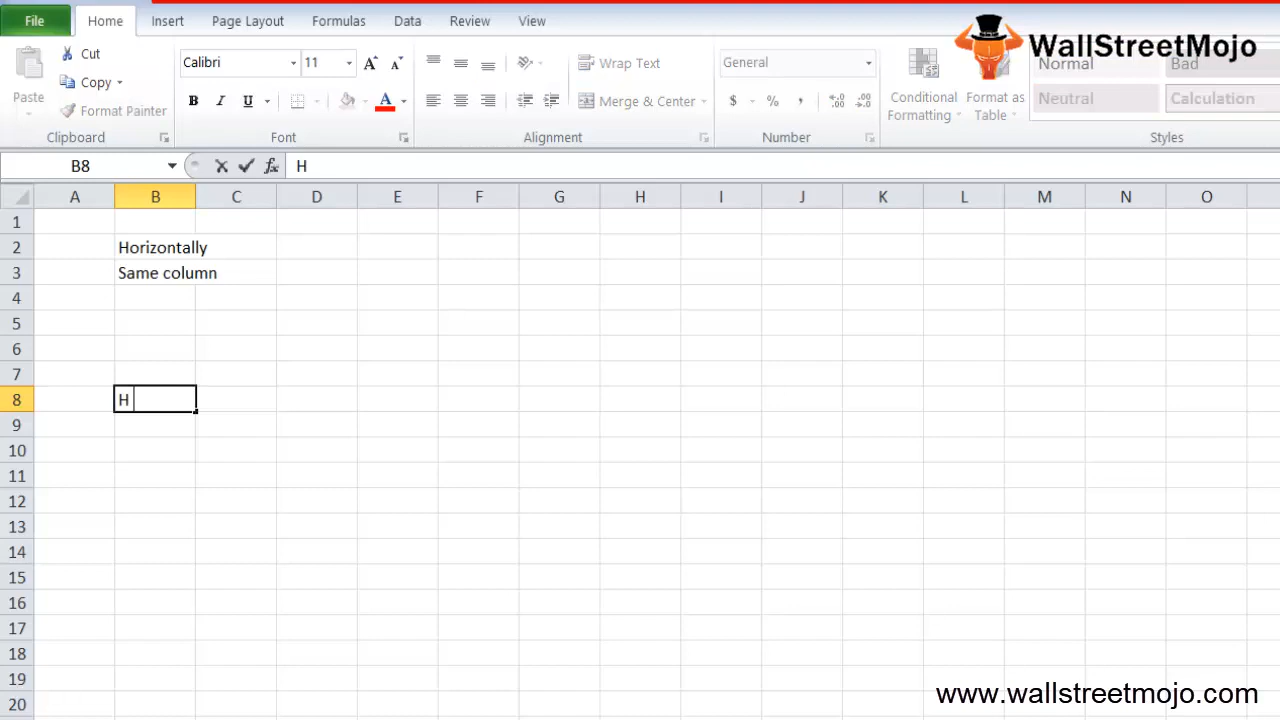 File Home Insert Page Layout Formulas Data Review View
WallStreetMojo
Cut
Copy
Format Painter
Paste
Clipboard
Calibri 11
B I U A
Font
Wrap Text
Merge & Center
Alignment
General
$ % ,
Number
Conditional
Formatting
Format as
Table
Normal Bad
Neutral Calculation
Styles
B8 fx H
A B C D E F G H I J K L M N O
1
2 Horizontally
3 Same column
4
5
6
7
8 H
9
10
11
12
13
14
15
16
17
18
19
20
www.wallstreetmojo.com